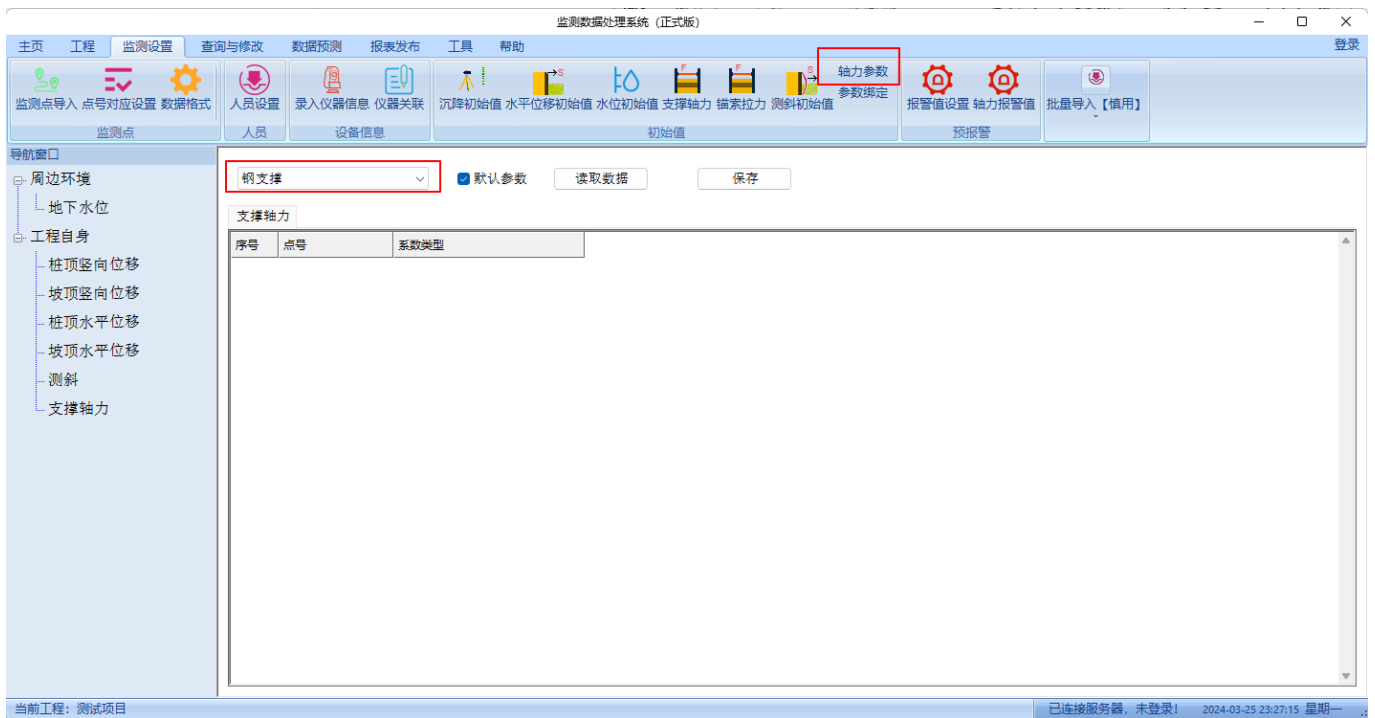 监测数据处理系统（正式版）
主页 工程 监测设置 查询与修改 数据预测 报表发布 工具 帮助 登录
轴力参数
参数绑定
监测点导入 点号对应设置 数据格式 人员设置 录入仪器信息 仪器关联 沉降初始值 水平位移初始值 水位初始值 支撑轴力 锚索拉力 测斜初始值 报警值设置 轴力报警值 批量导入【慎用】
监测点 人员 设备信息 初始值 预报警
导航窗口
周边环境
地下水位
工程自身
桩顶竖向位移
坡顶竖向位移
桩顶水平位移
坡顶水平位移
测斜
支撑轴力
钢支撑 默认参数 读取数据 保存
支撑轴力
序号 点号 系数类型
当前工程：测试项目 已连接服务器，未登录！ 2024-03-25 23:27:15 星期一